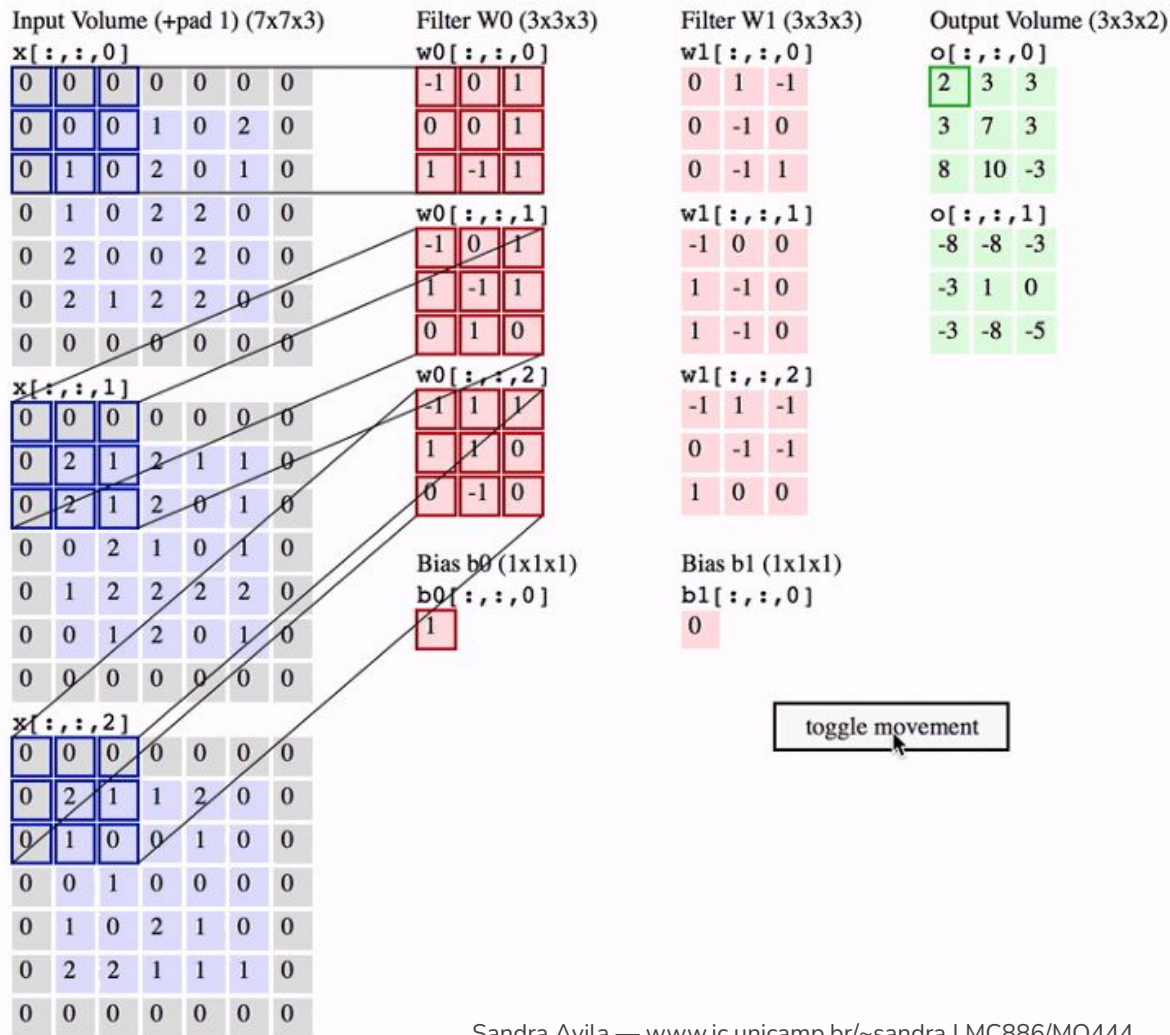 Input Volume (+pad 1) (7x7x3)
x[:,:,0]
0 0 0 0 0 0 0
0 0 0 1 0 2 0
0 1 0 2 0 1 0
0 1 0 2 2 0 0
0 2 0 0 2 0 0
0 2 1 2 2 0 0
0 0 0 0 0 0 0
x[:,:,1]
0 0 0 0 0 0 0
0 2 1 2 1 1 0
0 2 1 2 0 1 0
0 0 2 1 0 1 0
0 1 2 2 2 2 0
0 0 1 2 0 1 0
0 0 0 0 0 0 0
x[:,:,2]
0 0 0 0 0 0 0
0 2 1 1 2 0 0
0 1 0 0 1 0 0
0 0 1 0 0 0 0
0 1 0 2 1 0 0
0 2 2 1 1 1 0
0 0 0 0 0 0 0
Filter W0 (3x3x3)
w0[:,:,0]
-1 0 1
0 0 1
1 -1 1
w0[:,:,1]
-1 0 1
1 -1 1
0 1 0
w0[:,:,2]
-1 1 1
1 1 0
0 -1 0
Bias b0 (1x1x1)
b0[:,:,0]
1
Filter W1 (3x3x3)
w1[:,:,0]
0 1 -1
0 -1 0
0 -1 1
w1[:,:,1]
-1 0 0
1 -1 0
1 -1 0
w1[:,:,2]
-1 1 -1
0 -1 -1
1 0 0
Bias b1 (1x1x1)
b1[:,:,0]
0
Output Volume (3x3x2)
o[:,:,0]
2 3 3
3 7 3
8 10 -3
o[:,:,1]
-8 -8 -3
-3 1 0
-3 -8 -5
toggle movement
Sandra Avila — www.ic.unicamp.br/~sandra | MC886/MO444